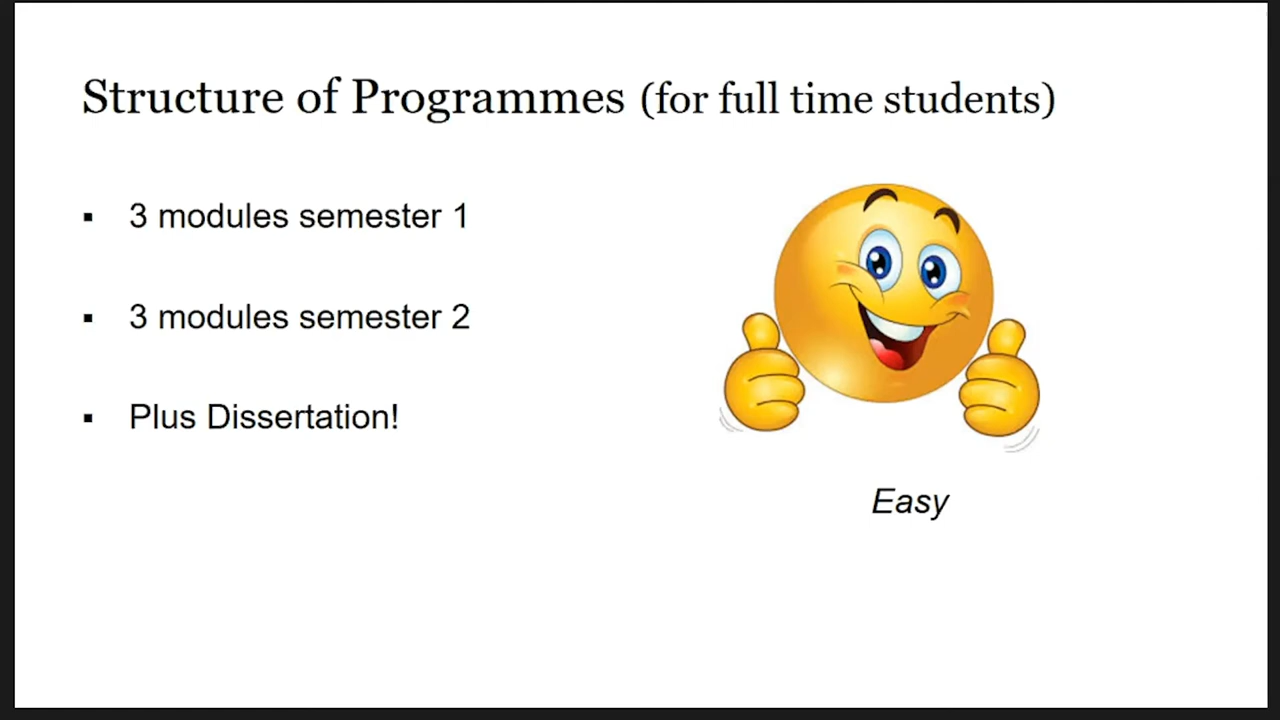 Structure of Programmes (for full time students)
▪ 3 modules semester 1
▪ 3 modules semester 2
▪ Plus Dissertation!
Easy